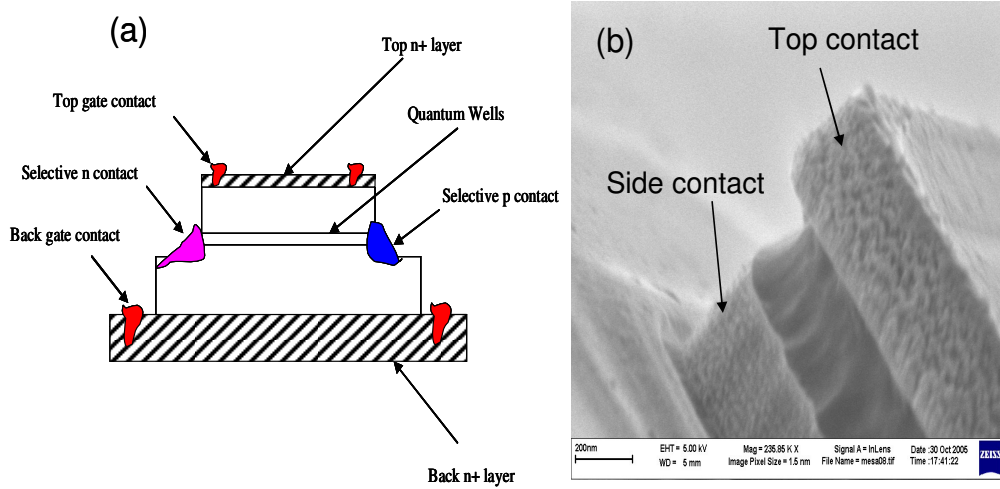 (a)
Top n+ layer
Top gate contact
Quantum Wells
Selective n contact
Selective p contact
Back gate contact
Back n+ layer
(b)
Top contact
Side contact
200nm
EHT = 5.00 kV
WD = 5 mm
Mag = 235.85 K X
Image Pixel Size = 1.5 nm
Signal A = InLens
File Name = mesa08.tif
Date :30 Oct 2005
Time :17:41:22
ZEISS